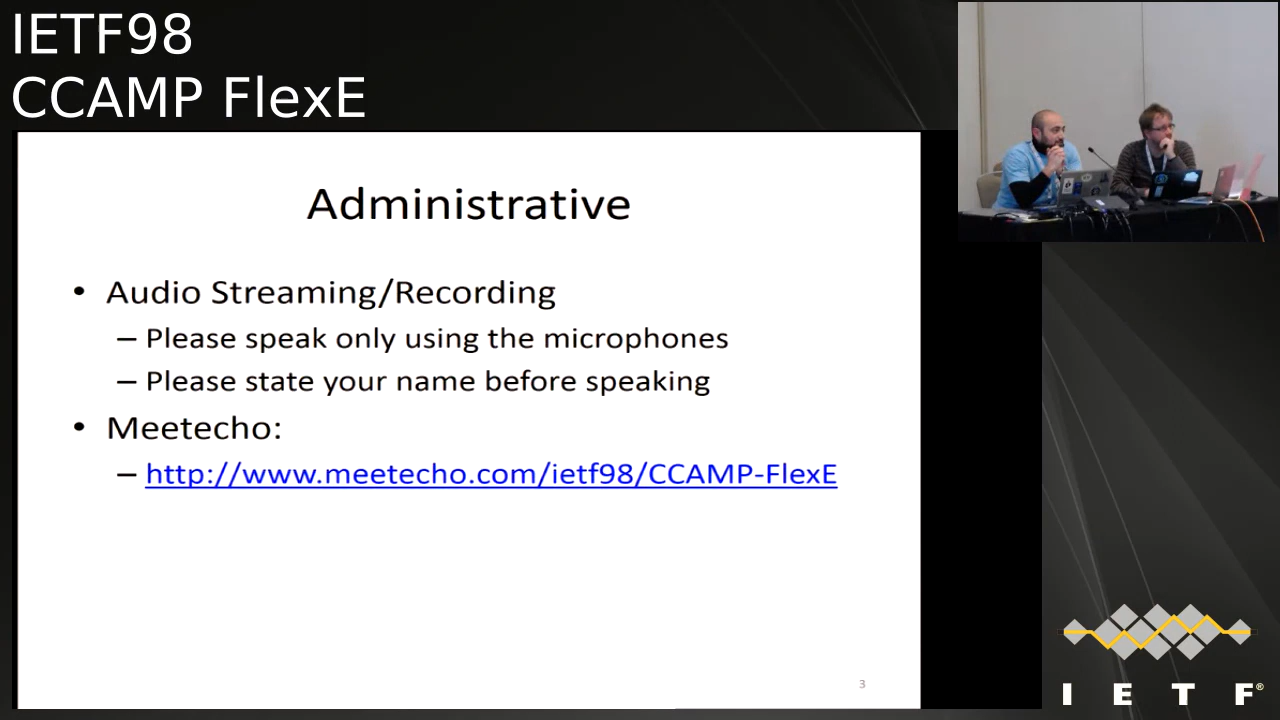 IETF98
CCAMP FlexE
Administrative
• Audio Streaming/Recording
– Please speak only using the microphones
– Please state your name before speaking
• Meetecho:
– http://www.meetecho.com/ietf98/CCAMP-FlexE
3
I E T F®